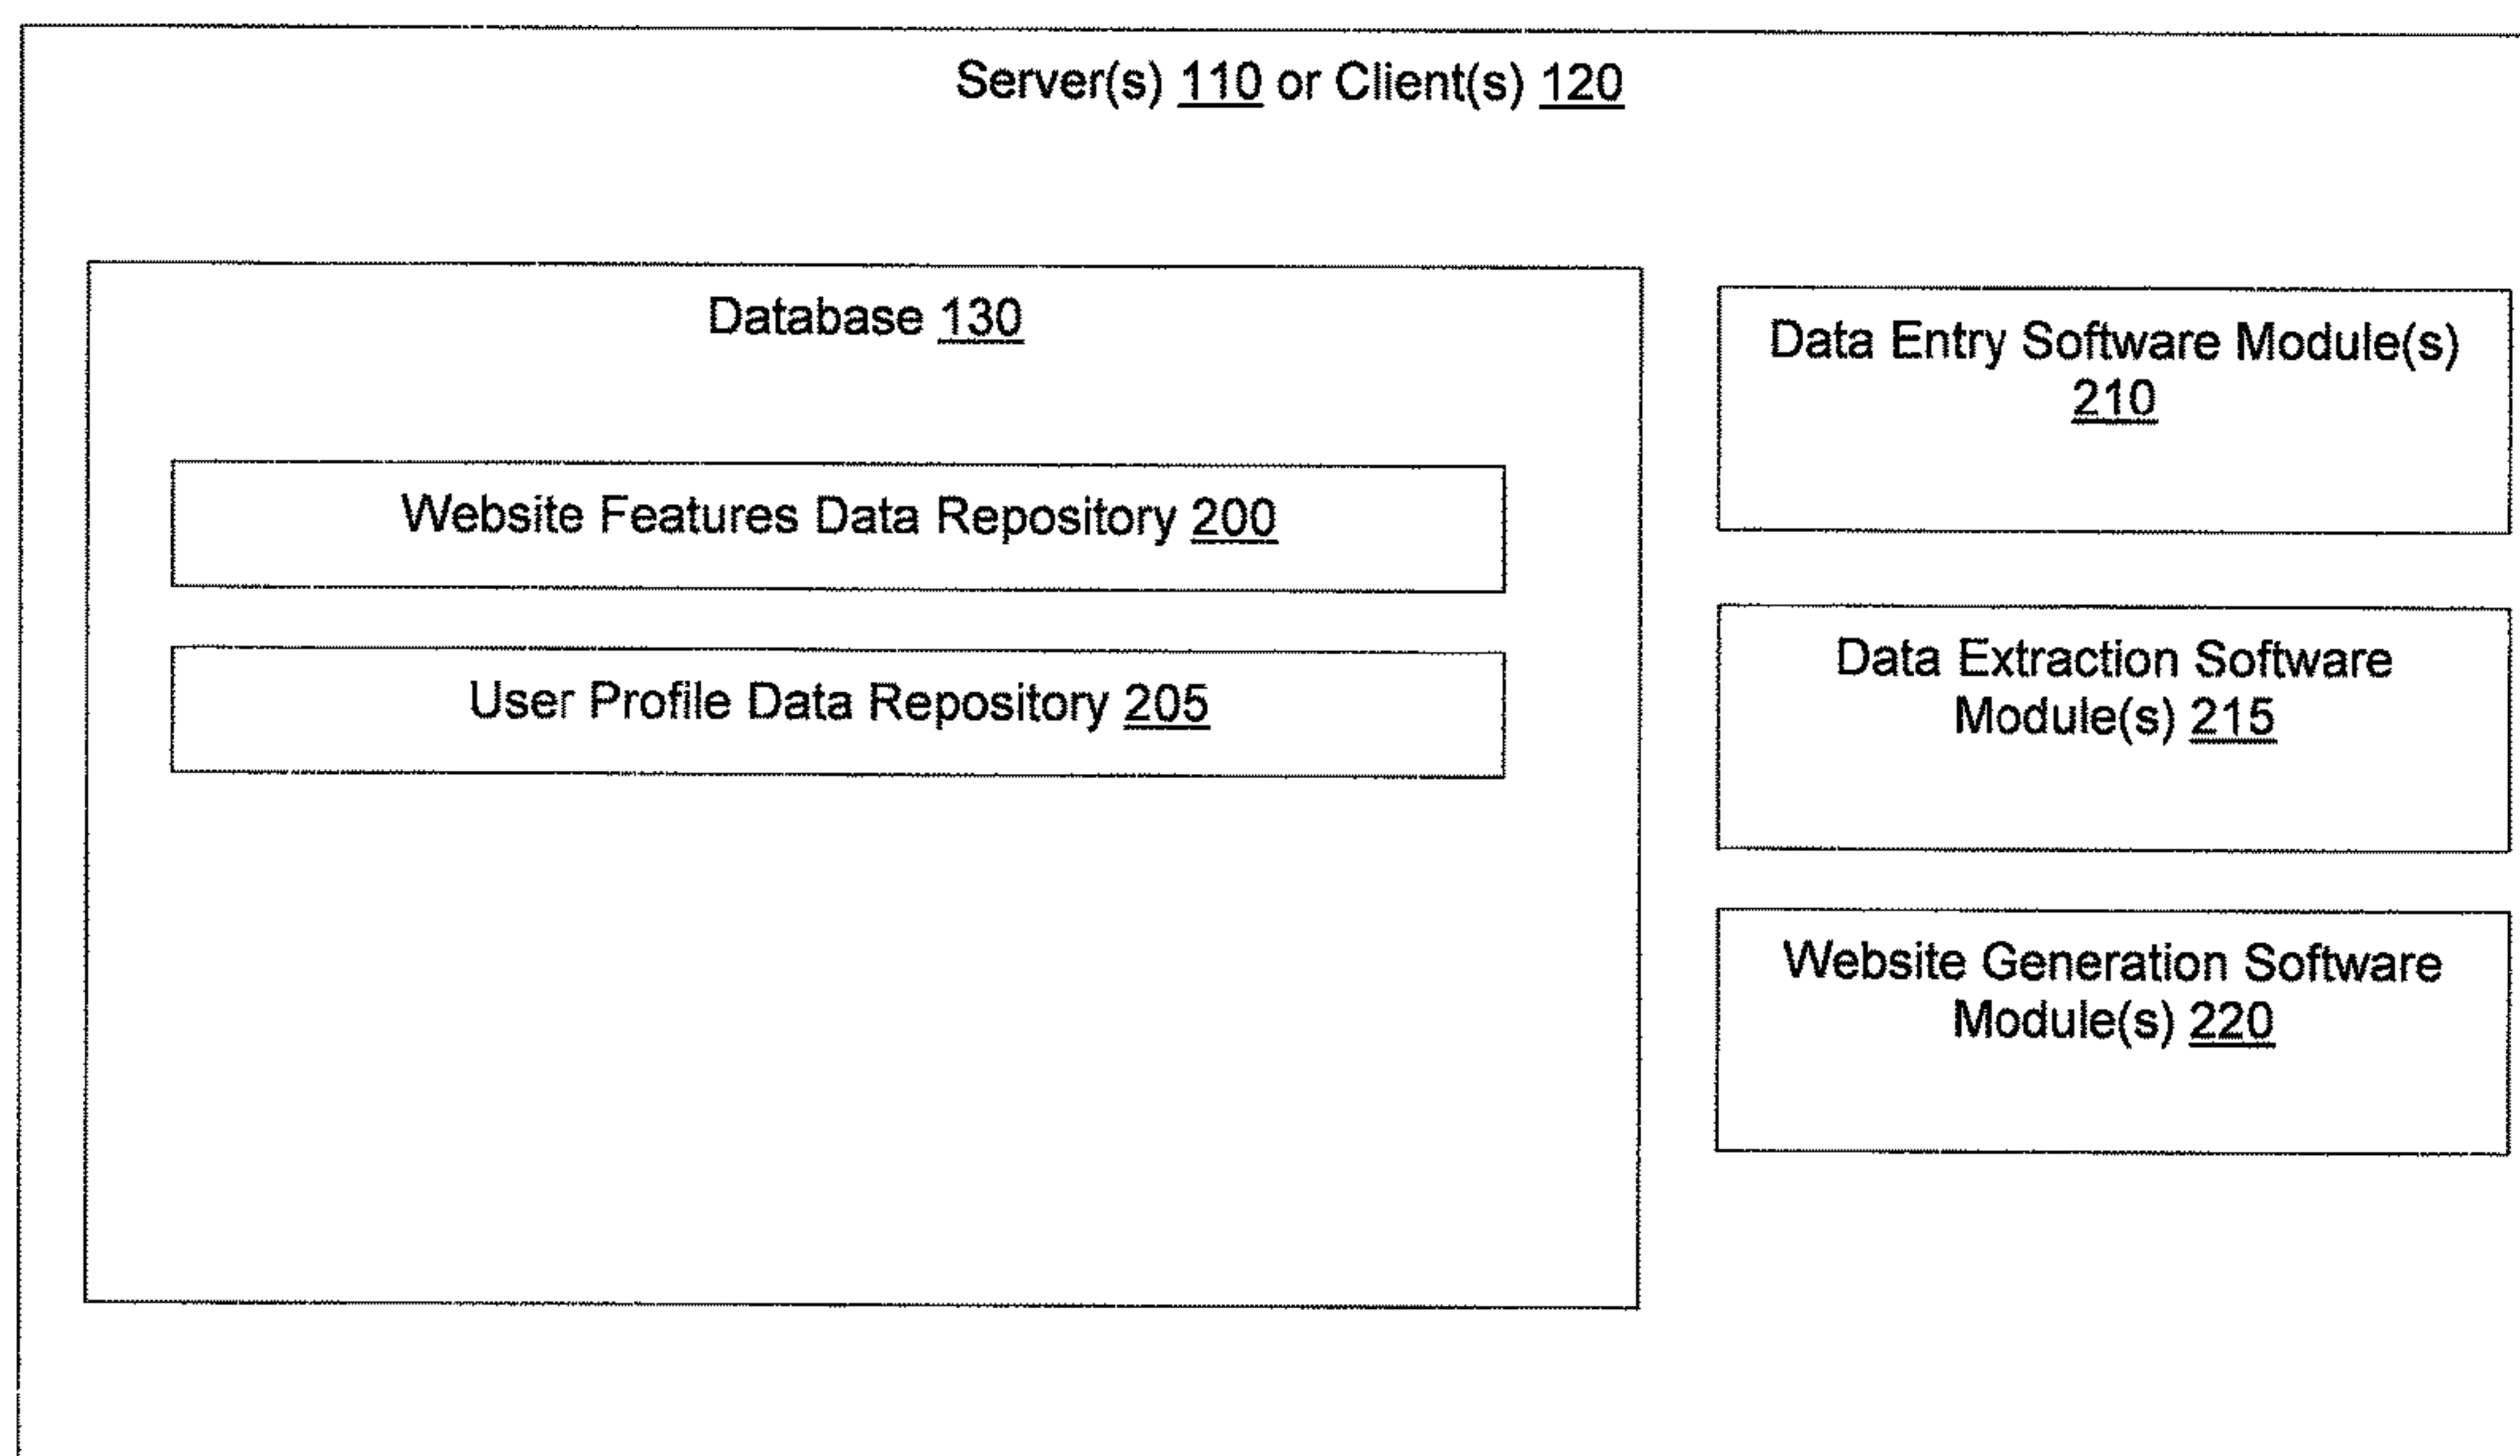 Server(s) 110 or Client(s) 120
Database 130
Website Features Data Repository 200
User Profile Data Repository 205
Data Entry Software Module(s)
210
Data Extraction Software
Module(s) 215
Website Generation Software
Module(s) 220